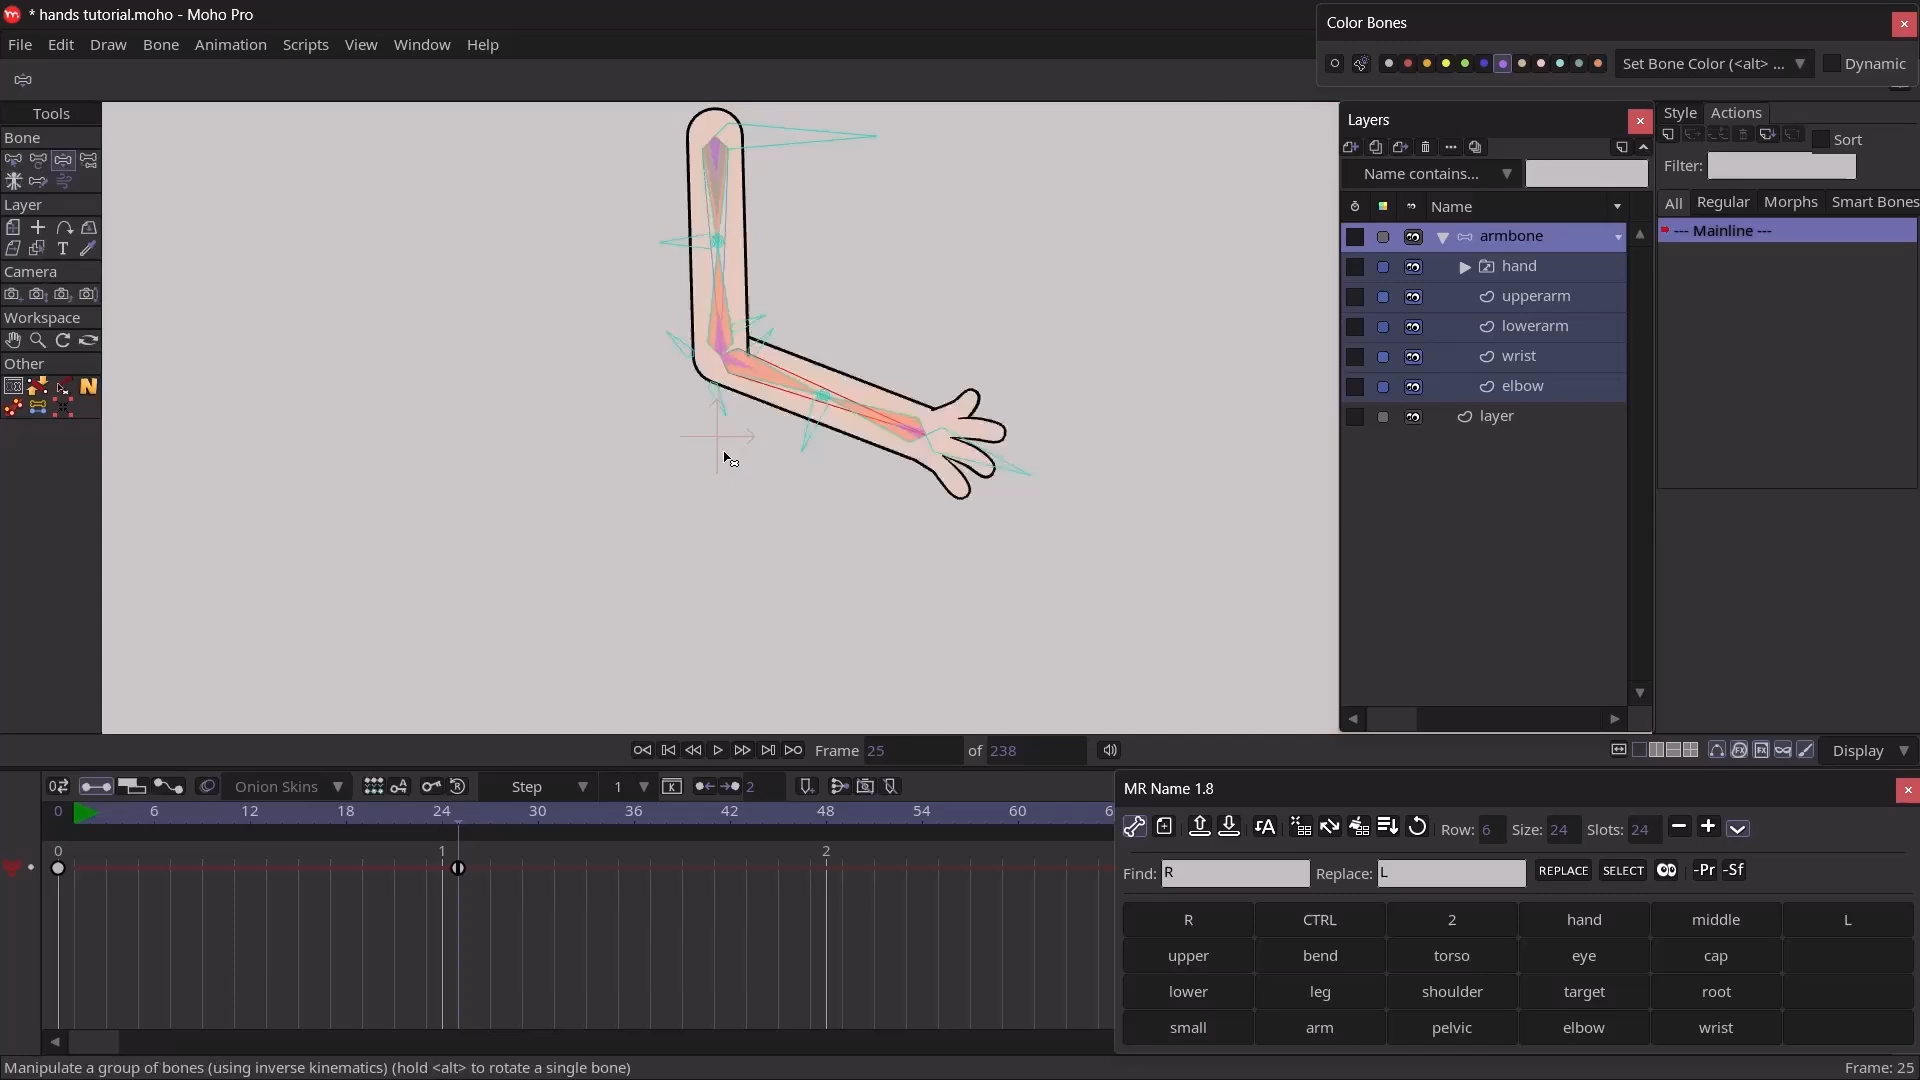 * hands tutorial.moho - Moho Pro
File Edit Draw Bone Animation Scripts View Window Help
Color Bones
Set Bone Color (<alt> ...
Dynamic
Tools
Bone
Layer
Camera
Workspace
Other
Layers
Name contains...
Name
armbone
hand
upperarm
lowerarm
wrist
elbow
layer
Style Actions
Sort
Filter:
All Regular Morphs Smart Bones
--- Mainline ---
Frame 25 of 238
Display
Onion Skins
Step
1
2
0 6 12 18 24 30 36 42 48 54 60 6
0 1 2
MR Name 1.8
Row: 6 Size: 24 Slots: 24
Find: R Replace: L REPLACE SELECT -Pr -Sf
R CTRL 2 hand middle L
upper bend torso eye cap
lower leg shoulder target root
small arm pelvic elbow wrist
Manipulate a group of bones (using inverse kinematics) (hold <alt> to rotate a single bone)
Frame: 25